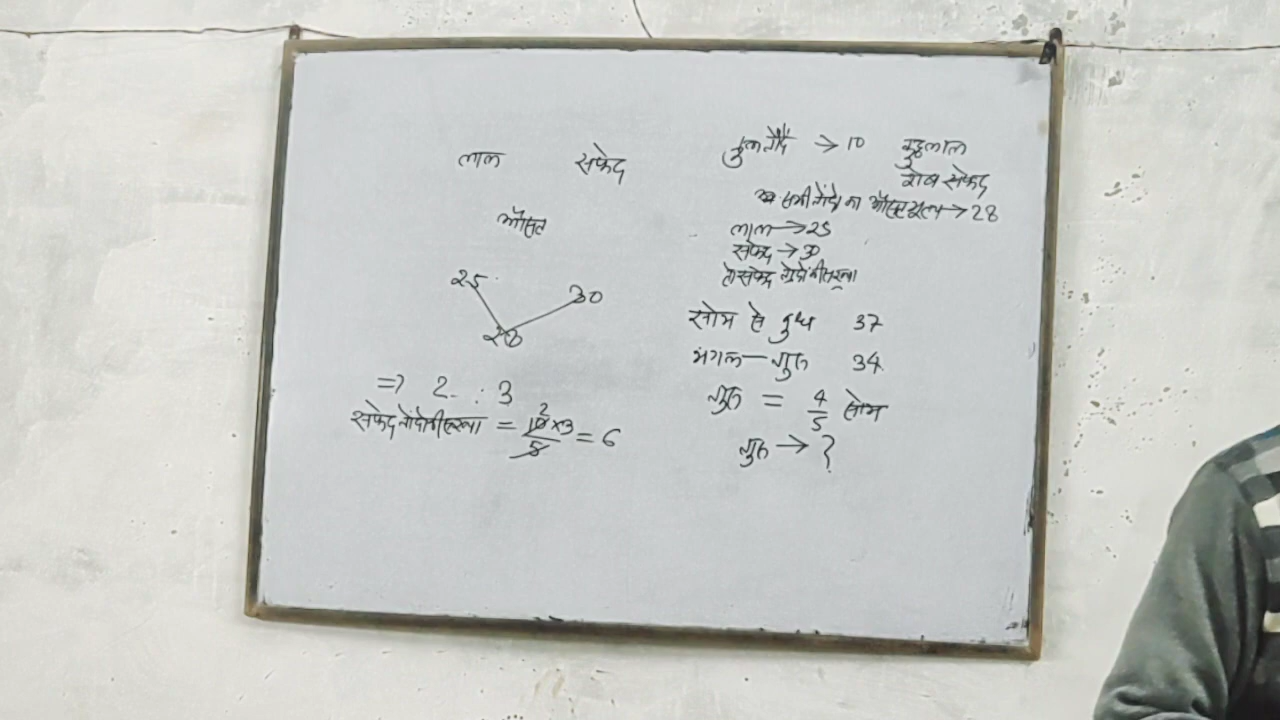 लाल सफेद
औसत
25 30
28
⇒ 2 : 3
सफेद गेंदो की संख्या = 10×3/5 = 6
2
कुल गेंदे → 10 कुछ लाल
शेष सफेद
सभी गेंदो का औसत मूल्य → 28
लाल → 25
सफेद → 30
तो सफेद गेंदो की संख्या
सोम से बुध 37
मंगल — गुरु 34
गुरु = 4/5 सोम
गुरु → ?